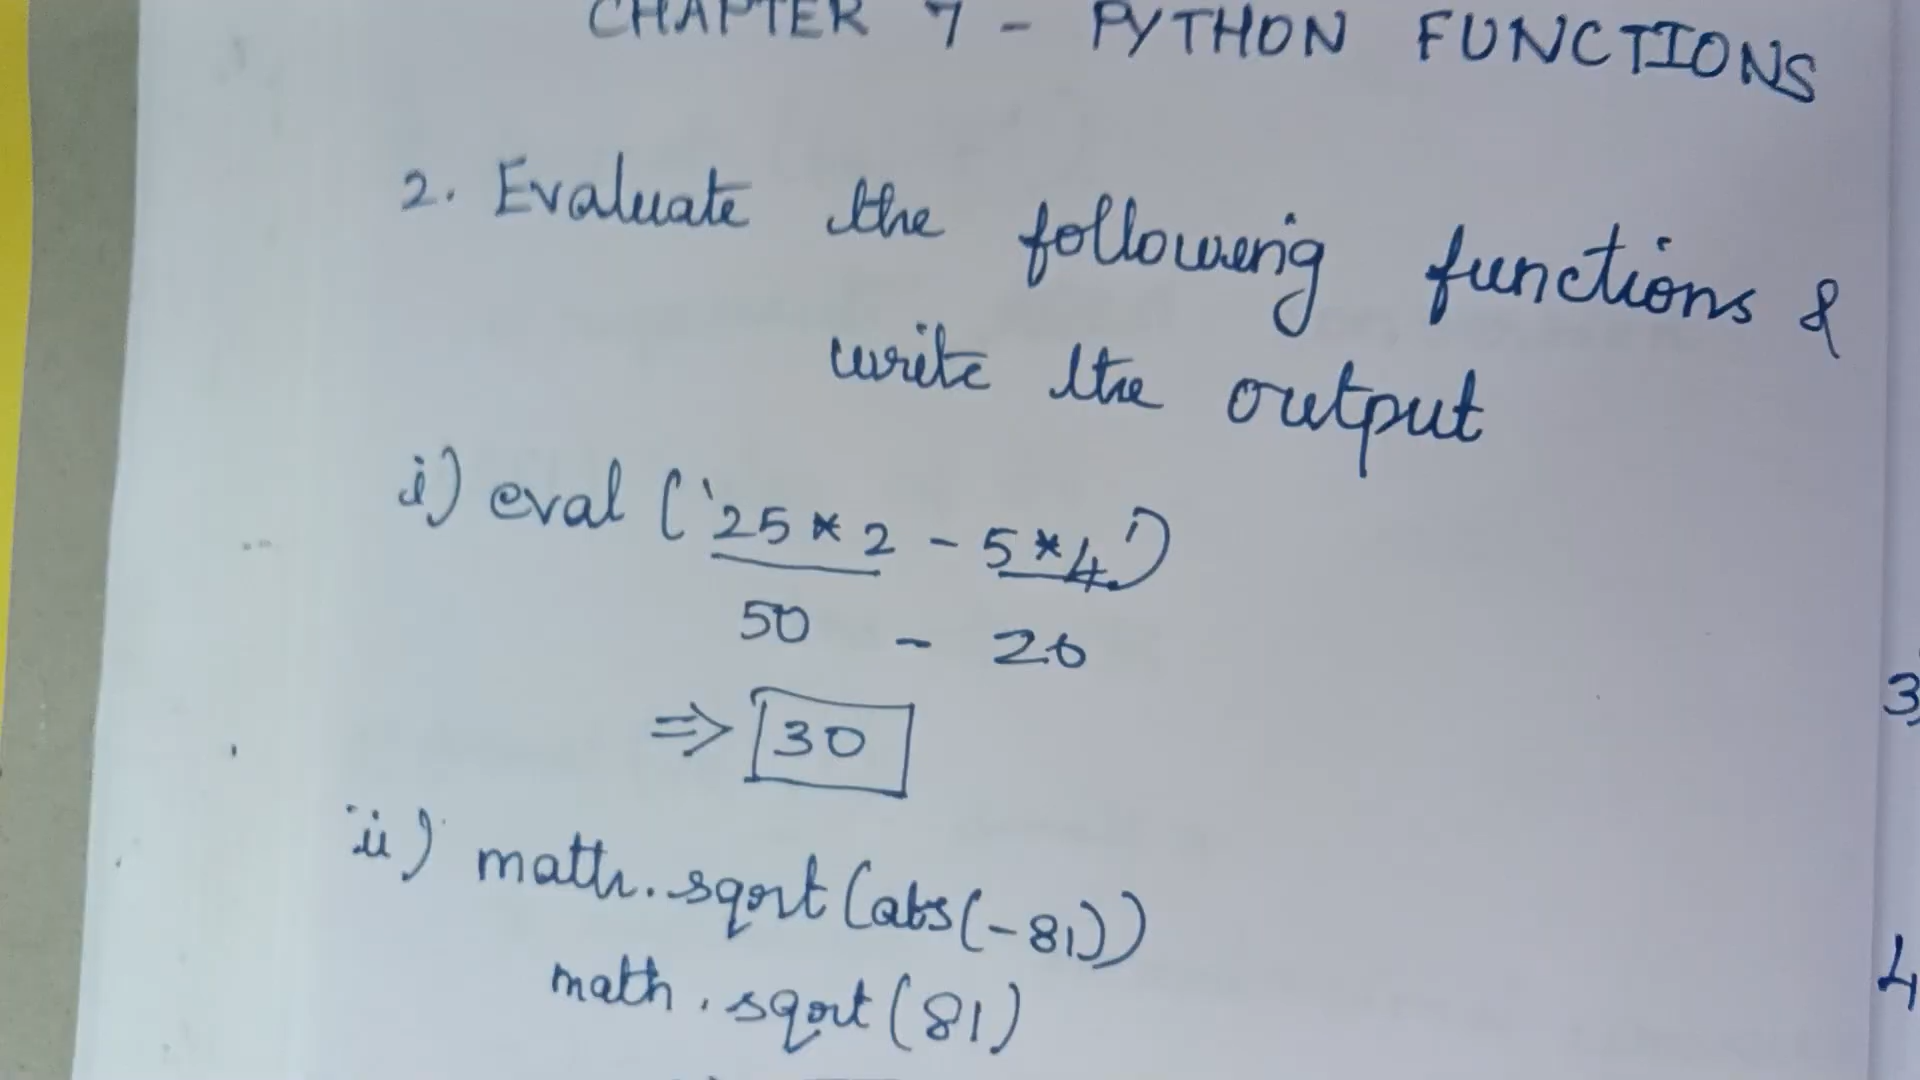 CHAPTER 7 - PYTHON FUNCTIONS
2. Evaluate the following functions &
write the output
i) eval ('25 * 2 - 5 * 4')
50 - 20
⇒ 30
ii) math.sqrt(abs(-81))
math.sqrt(81)
3)
4